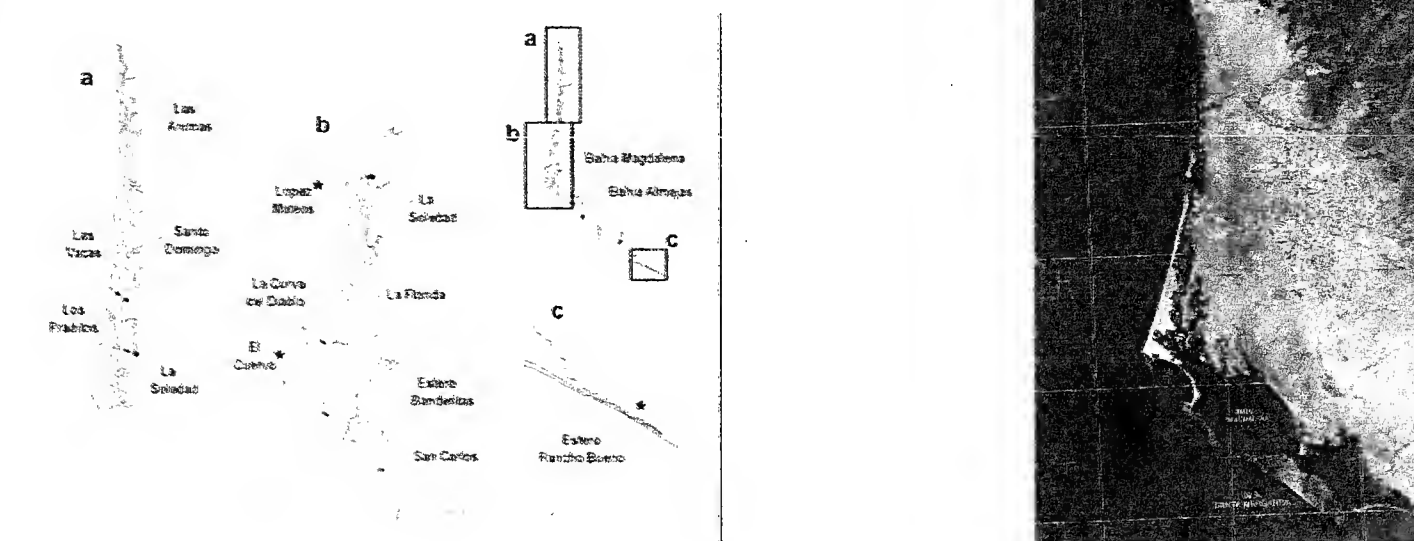 a
Las
Animas
Las
Vacas
Santo
Domingo
Los
Prablos
La
Soledad
b
Lopez
Mateos
La
Soledad
La Curva
del Diablo
La Florida
El
Cuervo
Estero
Banderitas
San Carlos
a
b
Bahia Magdalena
Bahia Almejas
c
c
Estero
Rancho Bueno